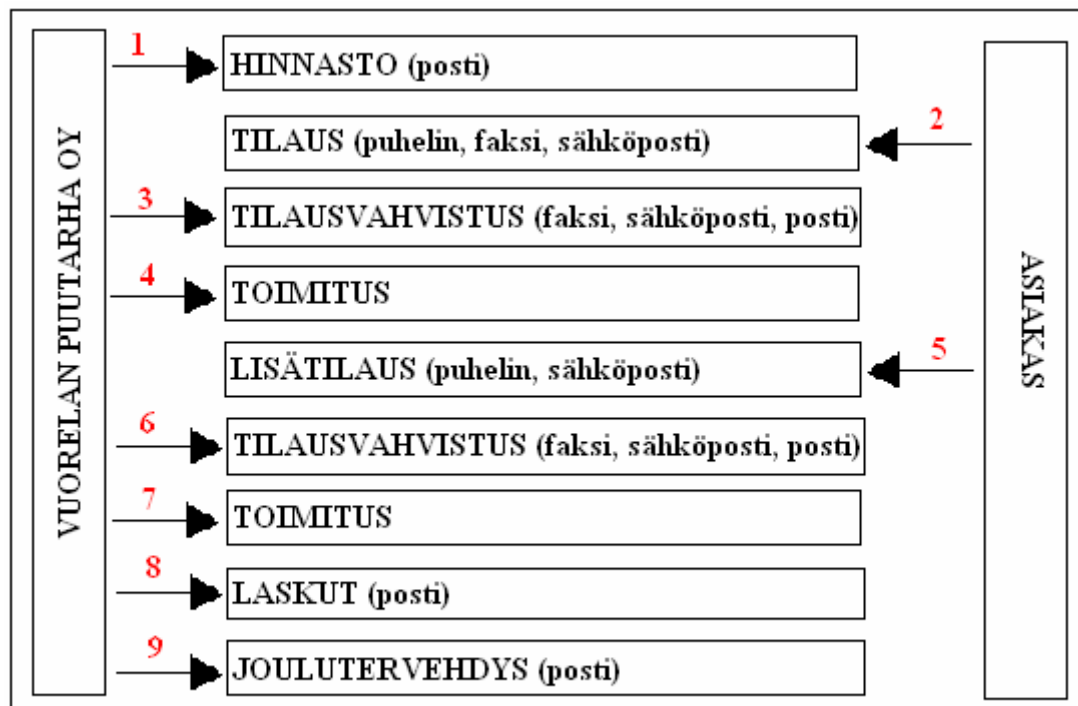 VUORELAN PUUTARHA OY
1
HINNASTO (posti)
2
TILAUS (puhelin, faksi, sähköposti)
3
TILAUSVAHVISTUS (faksi, sähköposti, posti)
4
TOIMITUS
5
LISÄTILAUS (puhelin, sähköposti)
6
TILAUSVAHVISTUS (faksi, sähköposti, posti)
7
TOIMITUS
8
LASKUT (posti)
9
JOULUTERVEHDYS (posti)
ASIAKAS